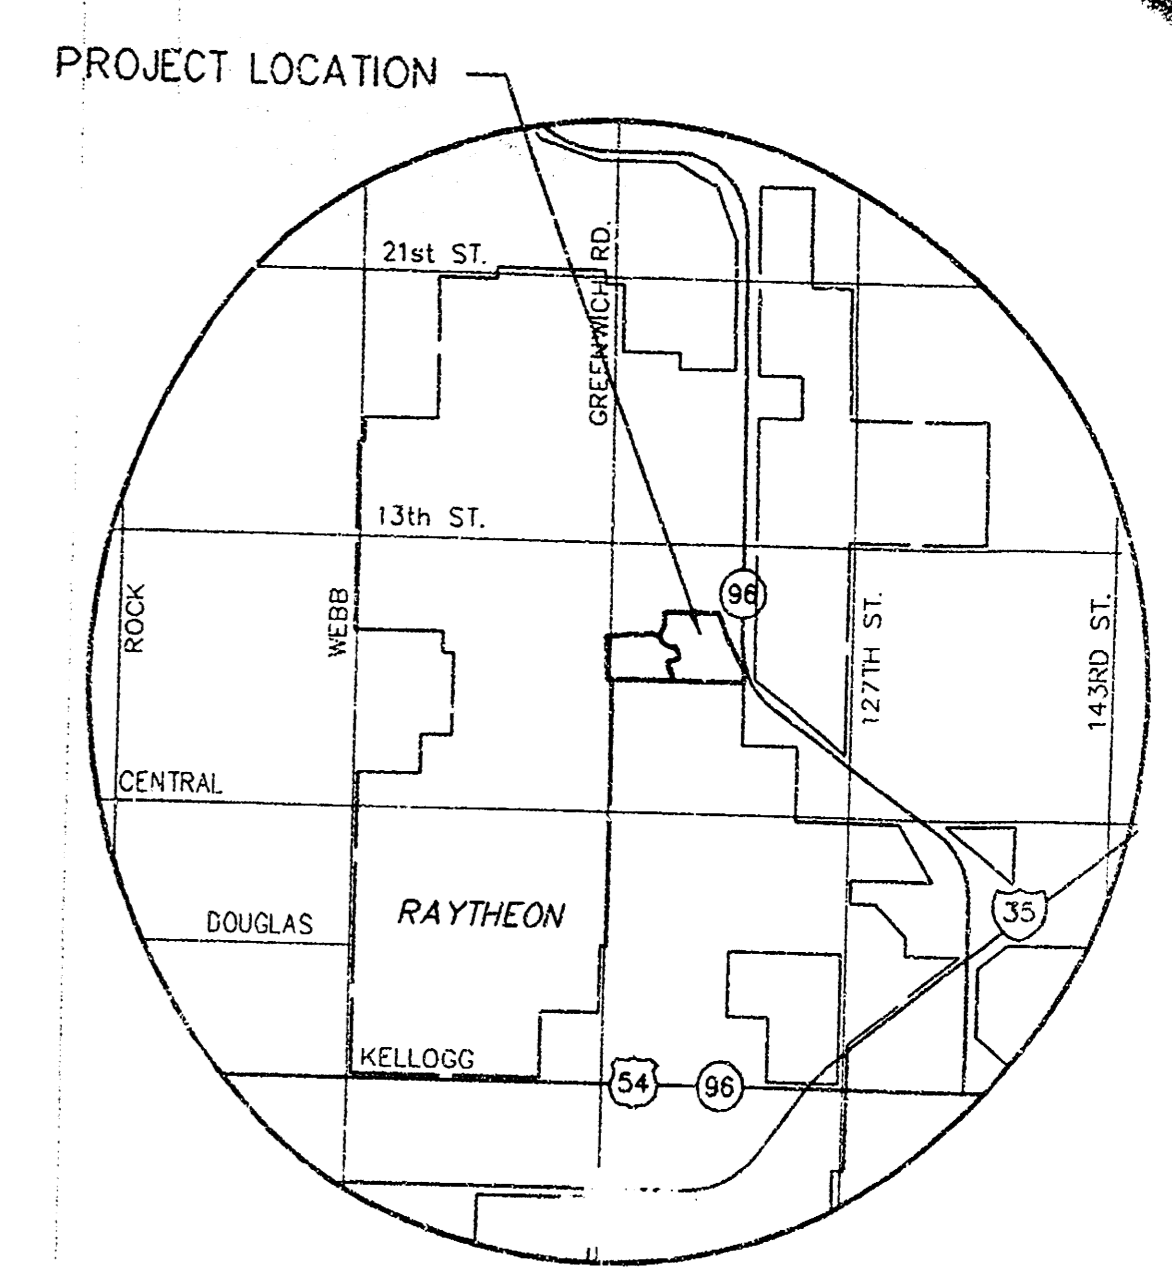 PROJECT LOCATION
21st ST.
GREENWICH RD.
13th ST.
96
ROCK
WEBB
127TH ST.
143RD ST.
CENTRAL
DOUGLAS
RAYTHEON
35
KELLOGG
54
96